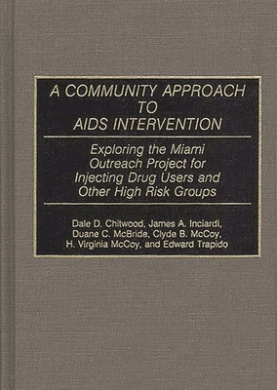 A COMMUNITY APPROACH
TO
AIDS INTERVENTION
Exploring the Miami
Outreach Project for
Injecting Drug Users and
Other High Risk Groups
Dale D. Chitwood, James A. Inciardi,
Duane C. McBride, Clyde B. McCoy,
H. Virginia McCoy, and Edward Trapido